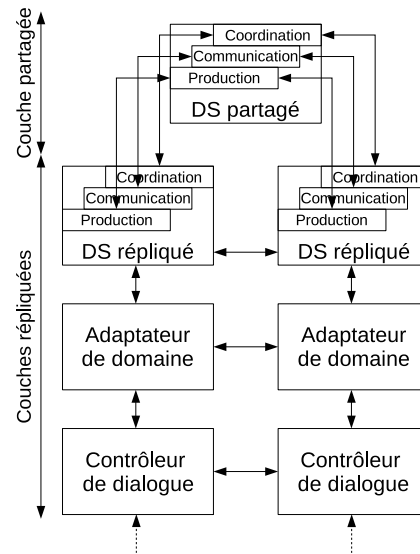 Couche partagée
Coordination
Communication
Production
DS partagé
Couches répliquées
Coordination
Communication
Production
DS répliqué
Coordination
Communication
Production
DS répliqué
Adaptateur
de domaine
Adaptateur
de domaine
Contrôleur
de dialogue
Contrôleur
de dialogue